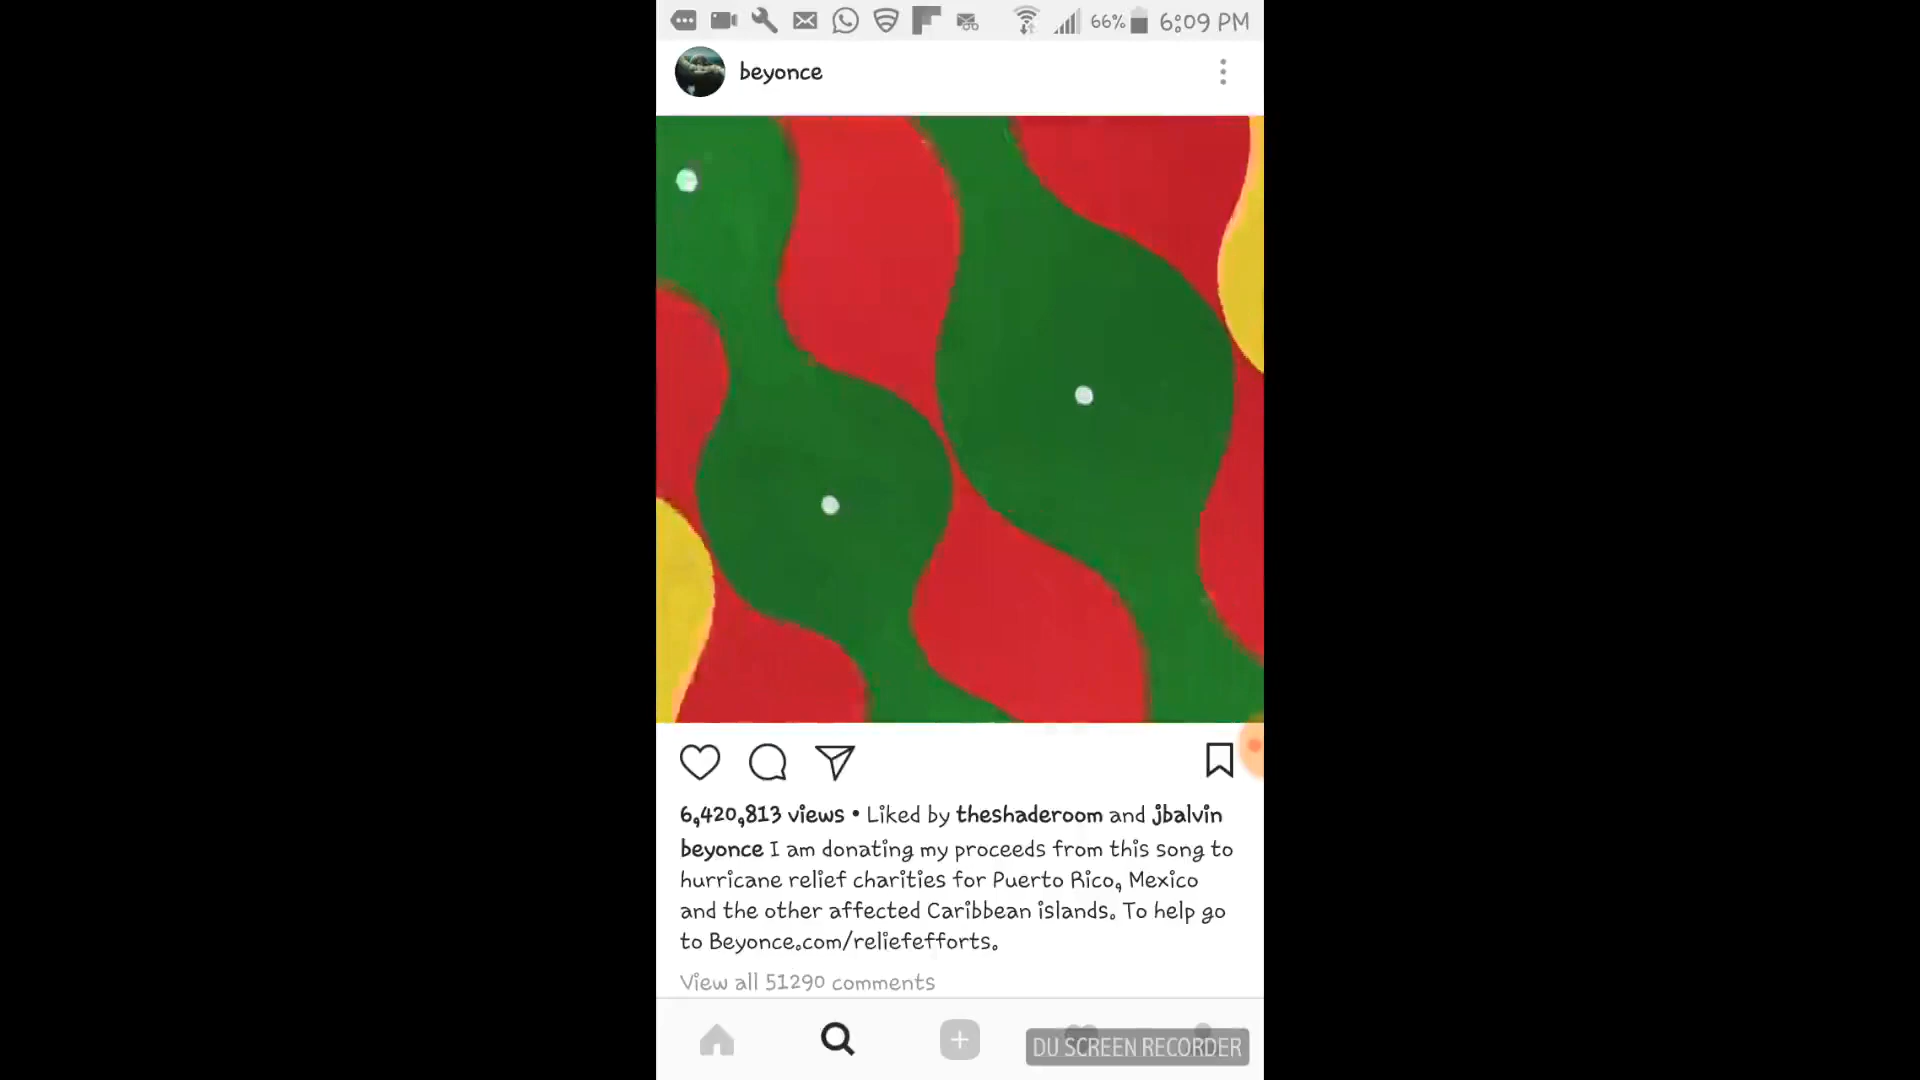 66% 6:09 PM
beyonce
6,420,813 views • Liked by theshaderoom and jbalvin
beyonce I am donating my proceeds from this song to
hurricane relief charities for Puerto Rico, Mexico
and the other affected Caribbean islands. To help go
to Beyonce.com/reliefefforts.
View all 51290 comments
DU SCREEN RECORDER